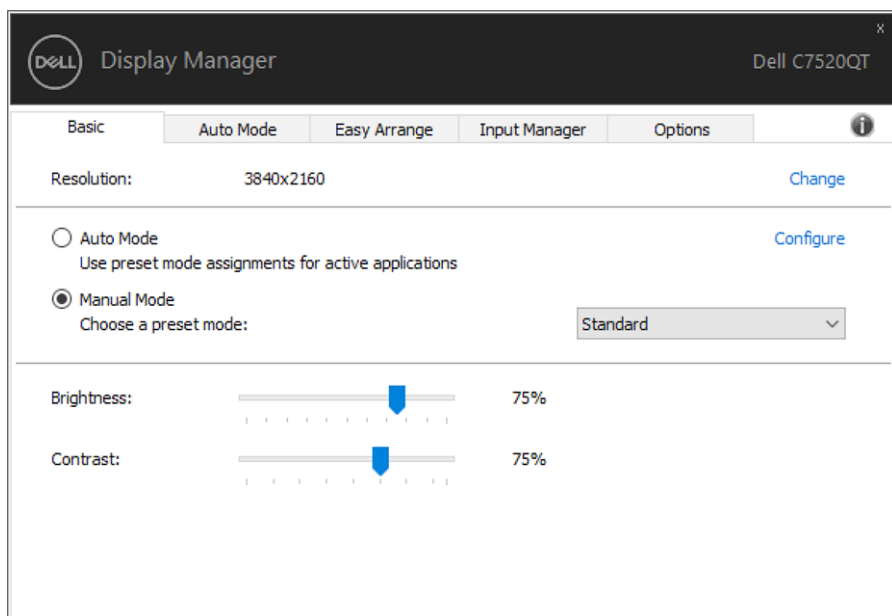 x
DELL Display Manager Dell C7520QT
Basic Auto Mode Easy Arrange Input Manager Options i
Resolution: 3840x2160 Change
Auto Mode Configure
Use preset mode assignments for active applications
Manual Mode
Choose a preset mode: Standard
Brightness: 75%
Contrast: 75%